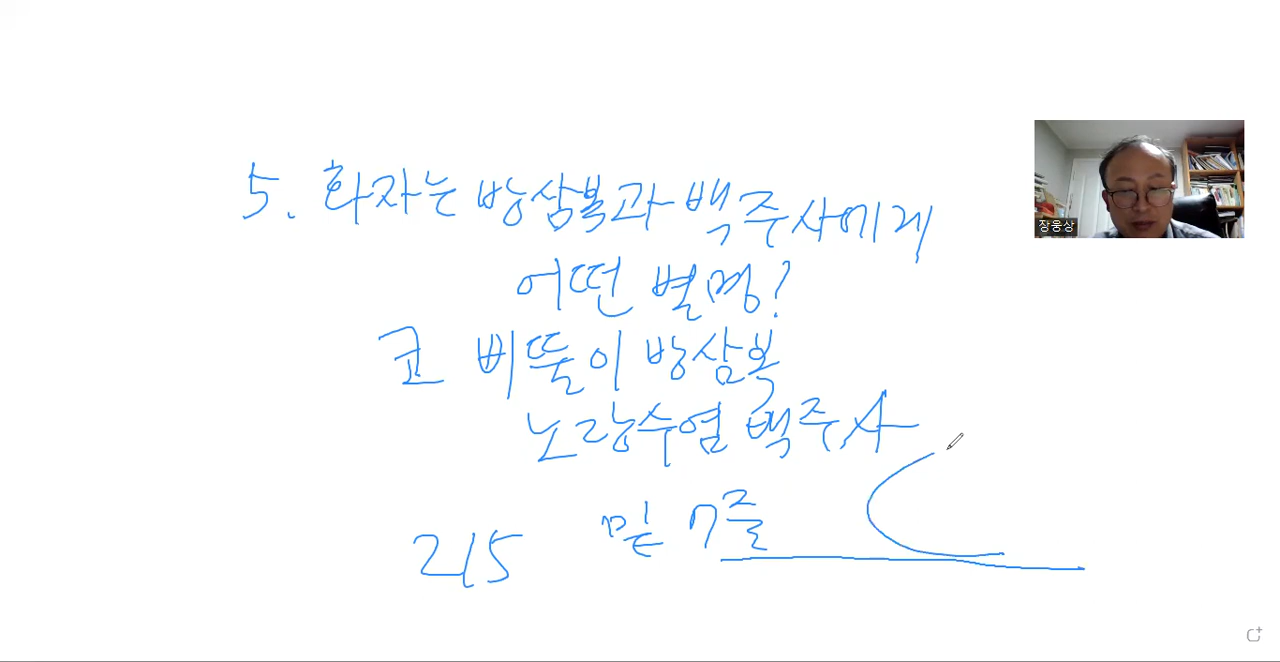 5. 화자는 방삼복과 백주사에게
어떤 별명?
코 삐뚤이 방삼복
노랑수염 백주사
215 밑 7줄
장웅상